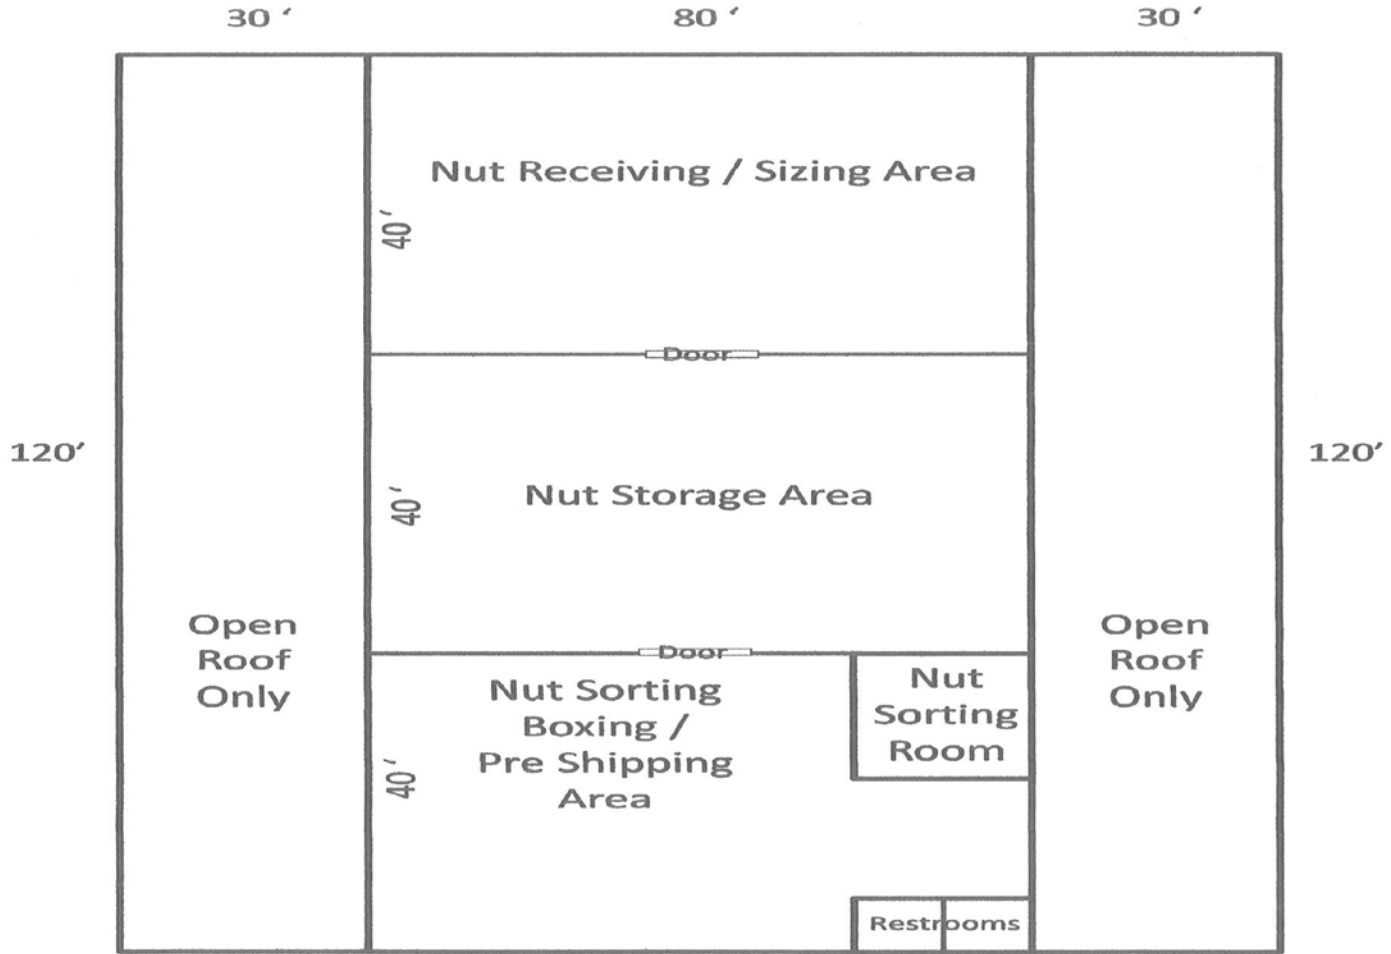 30 ' 80 ' 30 '
Nut Receiving / Sizing Area
40'
Door
120'
120'
40'
Nut Storage Area
Open
Roof
Only
Open
Roof
Only
Door
Nut Sorting
Boxing /
Pre Shipping
Area
40'
Nut
Sorting
Room
Restrooms